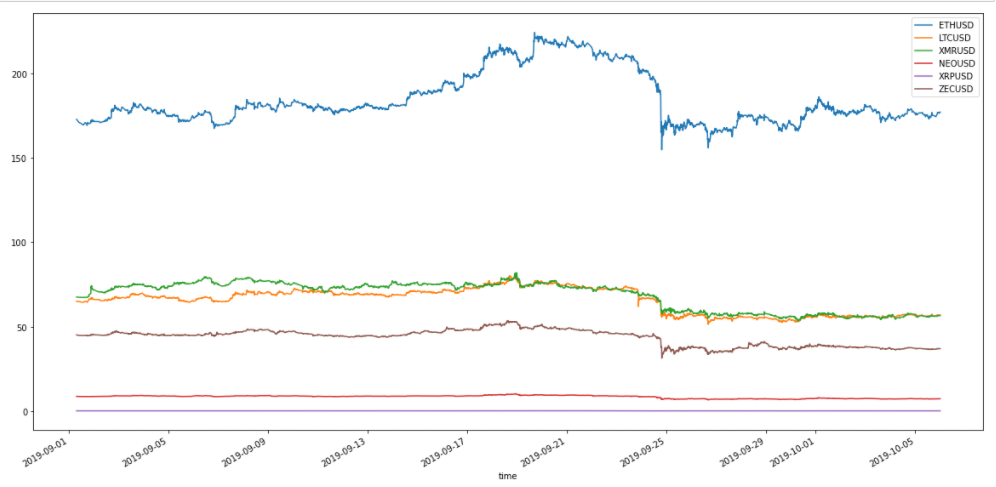 ETHUSD
LTCUSD
XMRUSD
NEOUSD
XRPUSD
ZECUSD
200
150
100
50
0
2019-09-01
2019-09-05
2019-09-09
2019-09-13
2019-09-17
2019-09-21
2019-09-25
2019-09-29
2019-10-01
2019-10-05
time